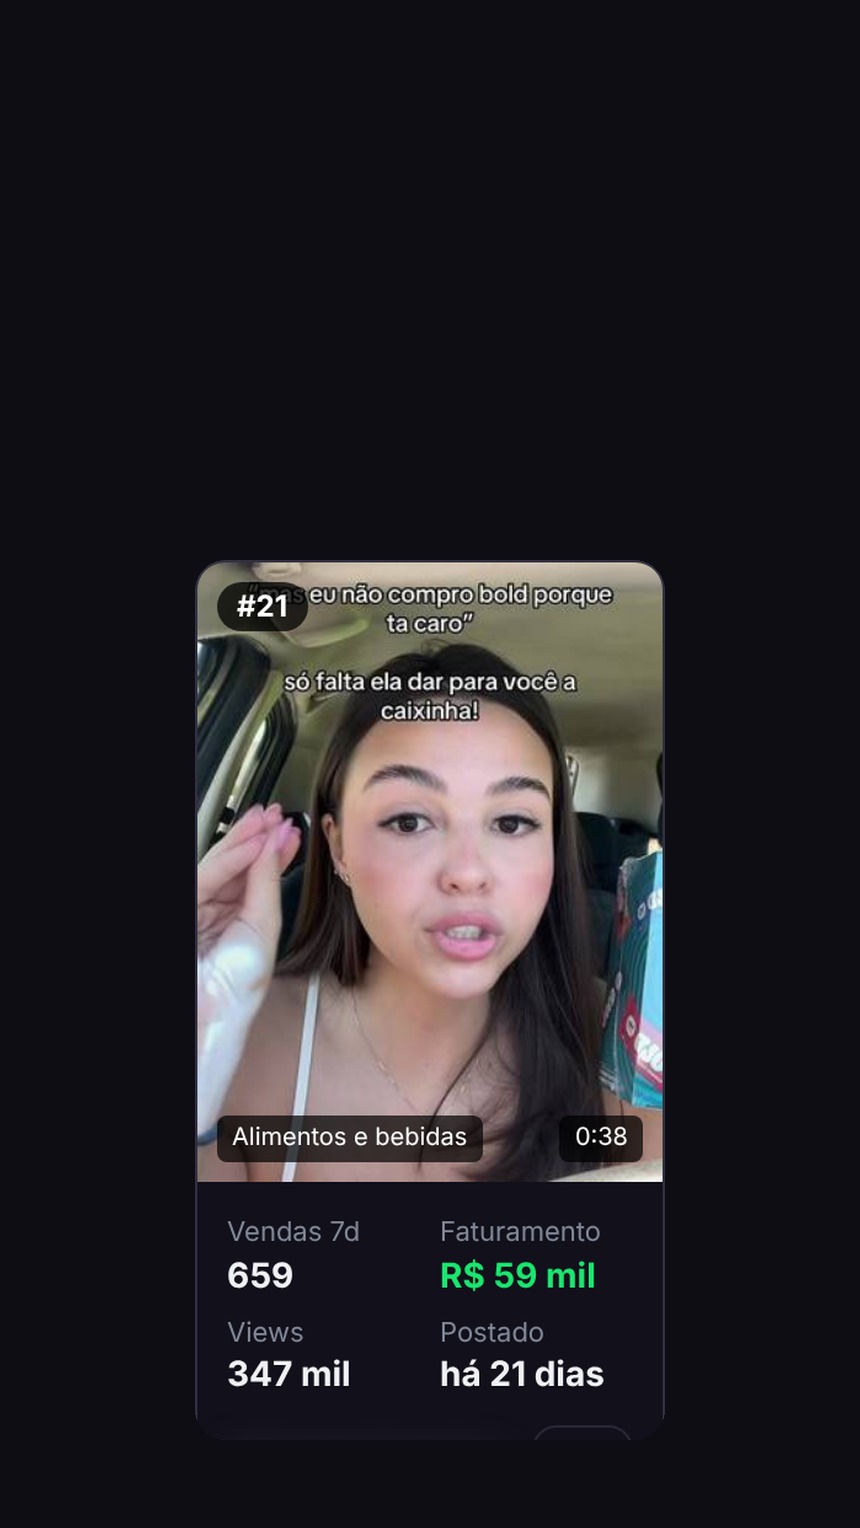 #21
"mas eu não compro bold porque
ta caro"
só falta ela dar para você a
caixinha!
Alimentos e bebidas
0:38
Vendas 7d
Faturamento
659
R$ 59 mil
Views
Postado
347 mil
há 21 dias